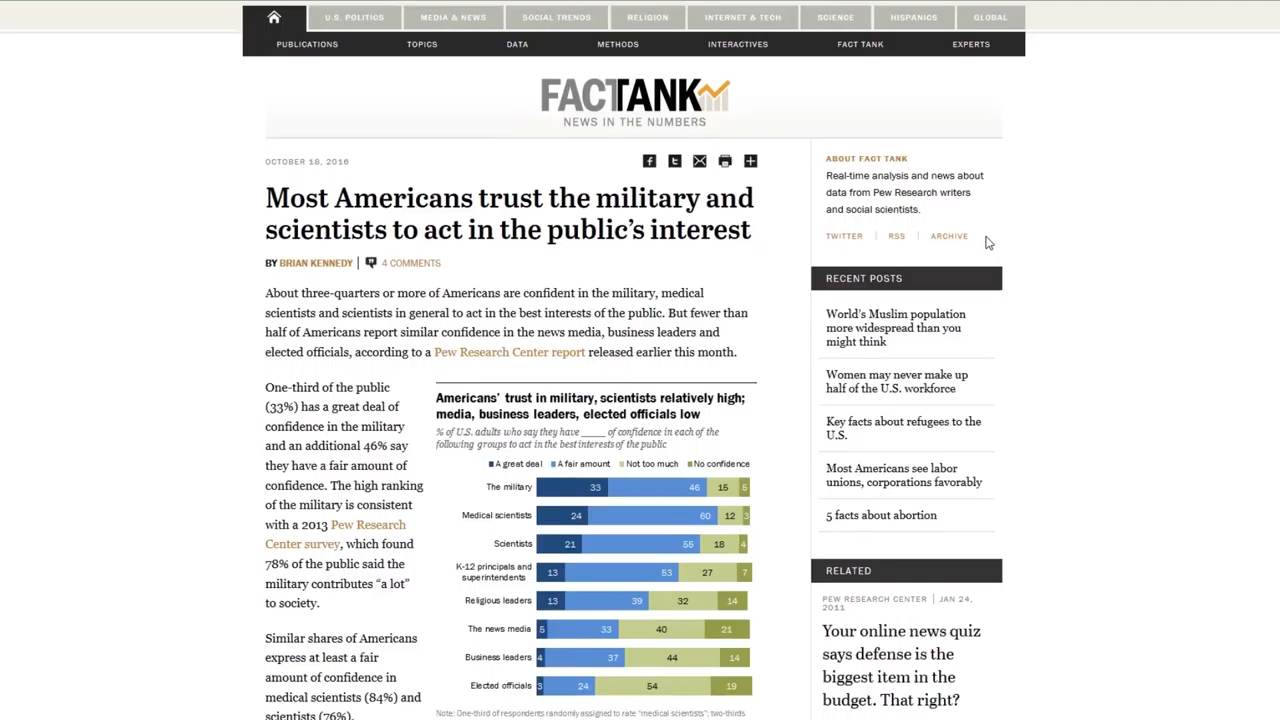 U.S. POLITICS MEDIA & NEWS SOCIAL TRENDS RELIGION INTERNET & TECH SCIENCE HISPANICS GLOBAL
PUBLICATIONS TOPICS DATA METHODS INTERACTIVES FACT TANK EXPERTS
FACTANK
NEWS IN THE NUMBERS
OCTOBER 18, 2016
Most Americans trust the military and
scientists to act in the public's interest
BY BRIAN KENNEDY 4 COMMENTS
About three-quarters or more of Americans are confident in the military, medical
scientists and scientists in general to act in the best interests of the public. But fewer than
half of Americans report similar confidence in the news media, business leaders and
elected officials, according to a Pew Research Center report released earlier this month.
One-third of the public
(33%) has a great deal of
confidence in the military
and an additional 46% say
they have a fair amount of
confidence. The high ranking
of the military is consistent
with a 2013 Pew Research
Center survey, which found
78% of the public said the
military contributes “a lot”
to society.
Similar shares of Americans
express at least a fair
amount of confidence in
medical scientists (84%) and
scientists (76%).
Americans' trust in military, scientists relatively high;
media, business leaders, elected officials low
% of U.S. adults who say they have ____ of confidence in each of the
following groups to act in the best interests of the public
A great deal A fair amount Not too much No confidence
The military 33 46 15 5
Medical scientists 24 60 12 3
Scientists 21 55 18 4
K-12 principals and
superintendents 13 53 27 7
Religious leaders 13 39 32 14
The news media 5 33 40 21
Business leaders 4 37 44 14
Elected officials 3 24 54 19
Note: One-third of respondents randomly assigned to rate “medical scientists”; two-thirds
ABOUT FACT TANK
Real-time analysis and news about
data from Pew Research writers
and social scientists.
TWITTER RSS ARCHIVE
RECENT POSTS
World's Muslim population
more widespread than you
might think
Women may never make up
half of the U.S. workforce
Key facts about refugees to the
U.S.
Most Americans see labor
unions, corporations favorably
5 facts about abortion
RELATED
PEW RESEARCH CENTER | JAN 24,
2011
Your online news quiz
says defense is the
biggest item in the
budget. That right?